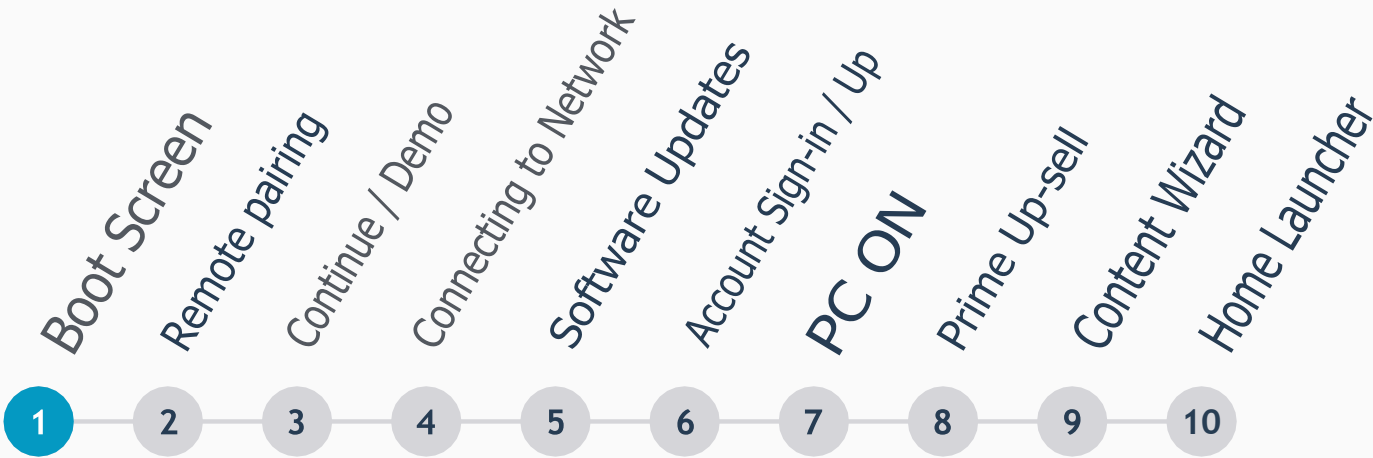 Boot Screen
Remote pairing
Continue / Demo
Connecting to Network
Software Updates
Account Sign-in / Up
PC ON
Prime Up-sell
Content Wizard
Home Launcher
1
2
3
4
5
6
7
8
9
10